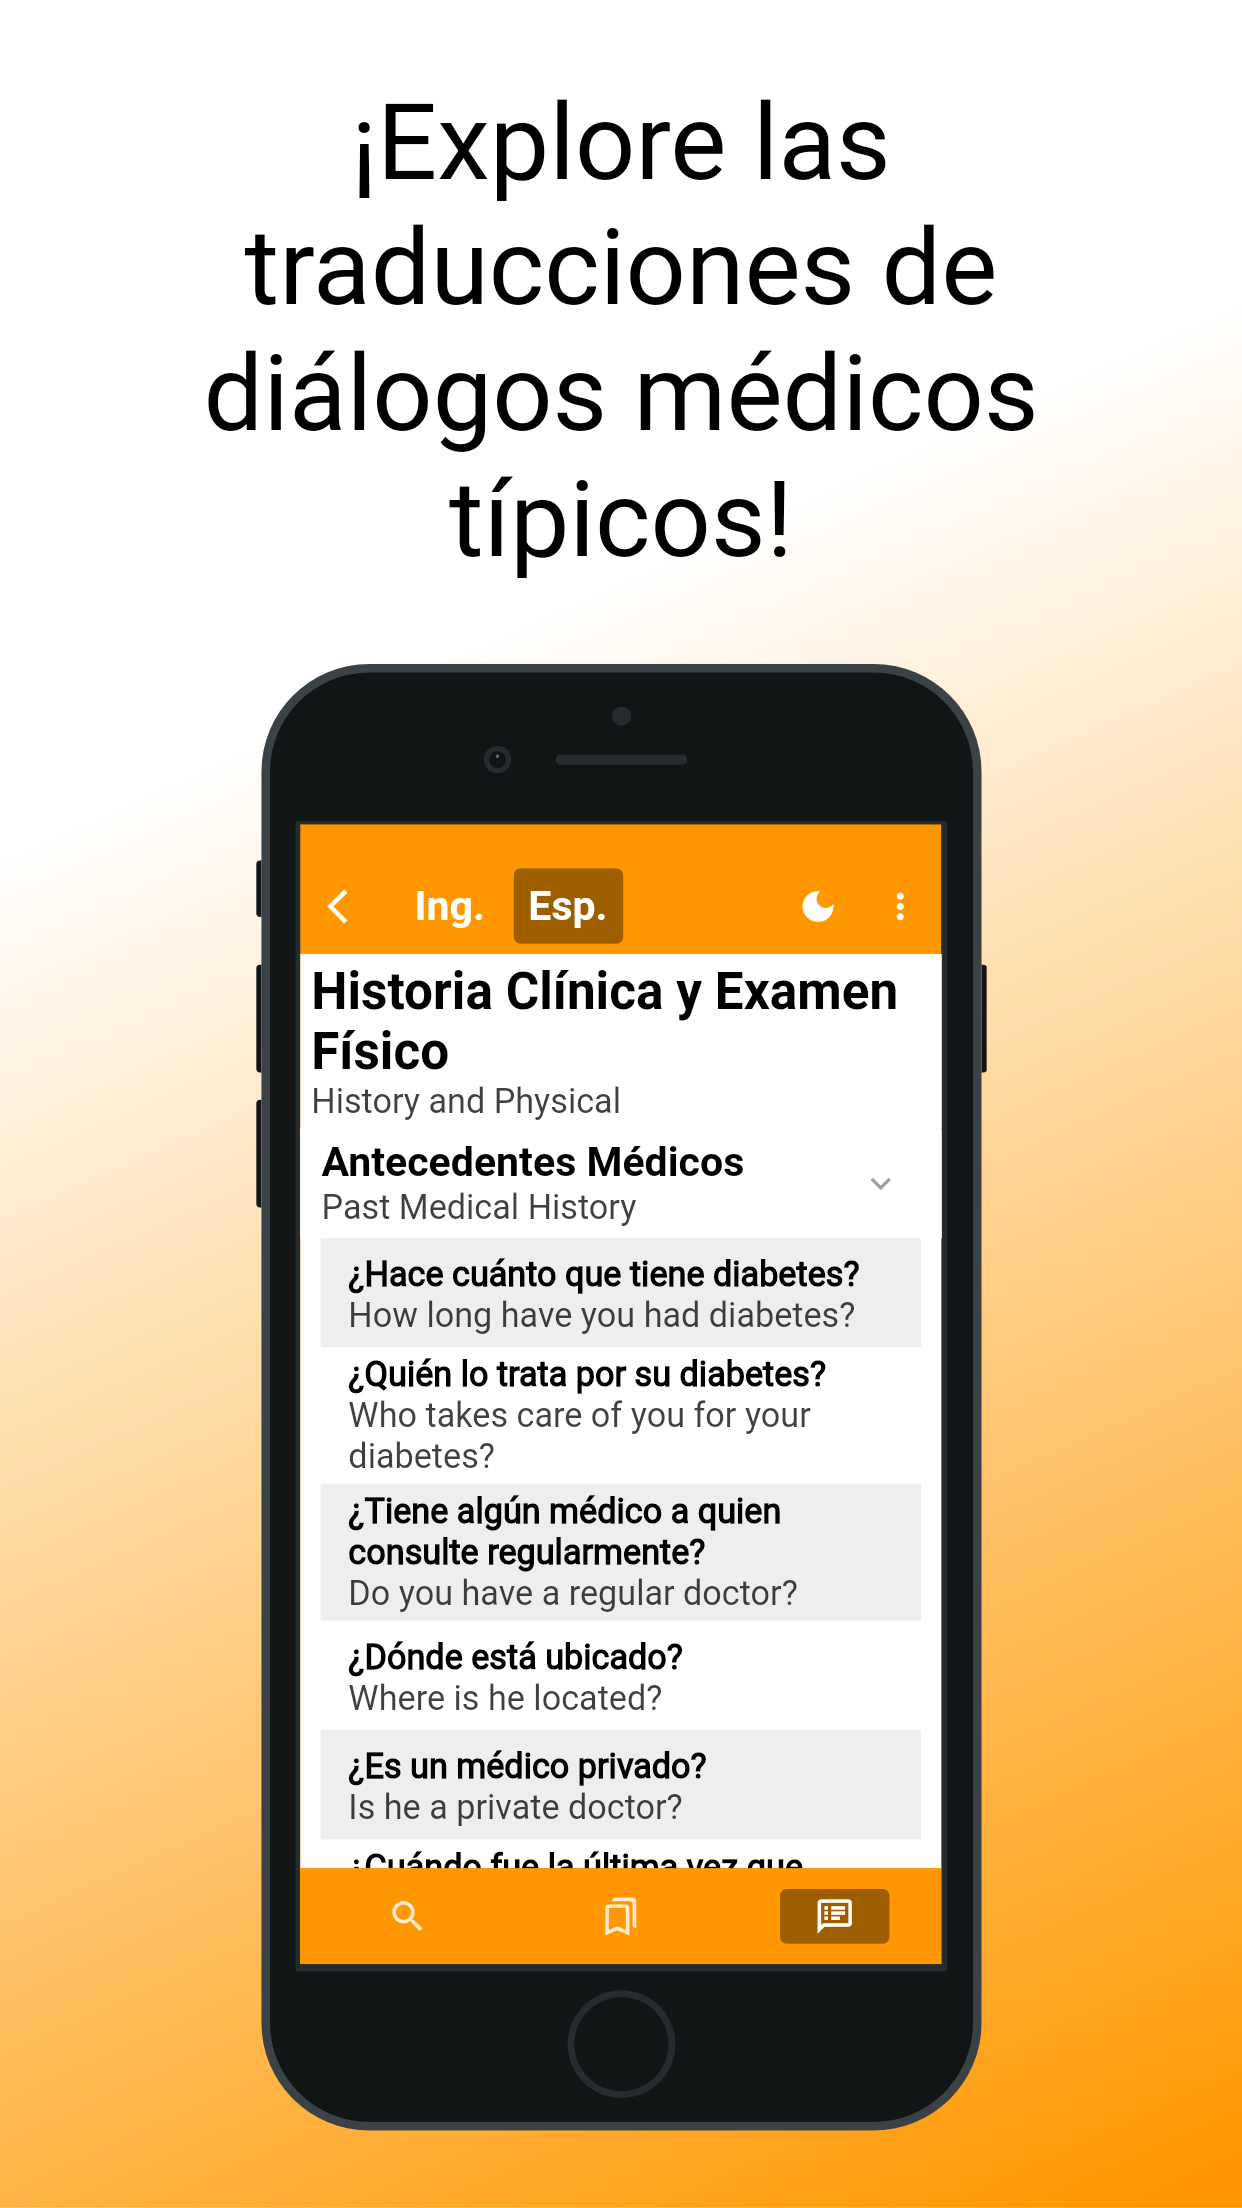 ¡Explore las
traducciones de
diálogos médicos
típicos!
Ing. Esp.
Historia Clínica y Examen
Físico
History and Physical
Antecedentes Médicos
Past Medical History
¿Hace cuánto que tiene diabetes?
How long have you had diabetes?
¿Quién lo trata por su diabetes?
Who takes care of you for your
diabetes?
¿Tiene algún médico a quien
consulte regularmente?
Do you have a regular doctor?
¿Dónde está ubicado?
Where is he located?
¿Es un médico privado?
Is he a private doctor?
¿Cuándo fue la última vez que